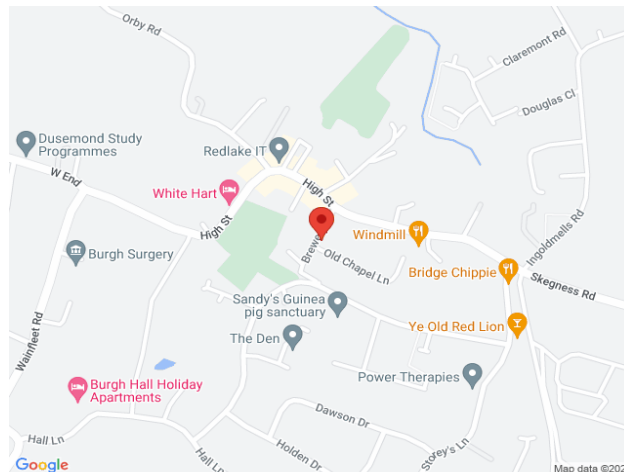 Orby Rd
Claremont Rd
Douglas Cl
Dusemond Study
Programmes
Redlake IT
W End
High St
White Hart
High St
Windmill
Ingoldmells Rd
Burgh Surgery
Old Chapel Ln
Bridge Chippie
Skegness Rd
Sandy's Guinea
pig sanctuary
Wainfleet Rd
The Den
Ye Old Red Lion
Burgh Hall Holiday
Apartments
Power Therapies
Dawson Dr
Hall Ln
Hall Ln
Holden Dr
Storey's Ln
Google
Map data